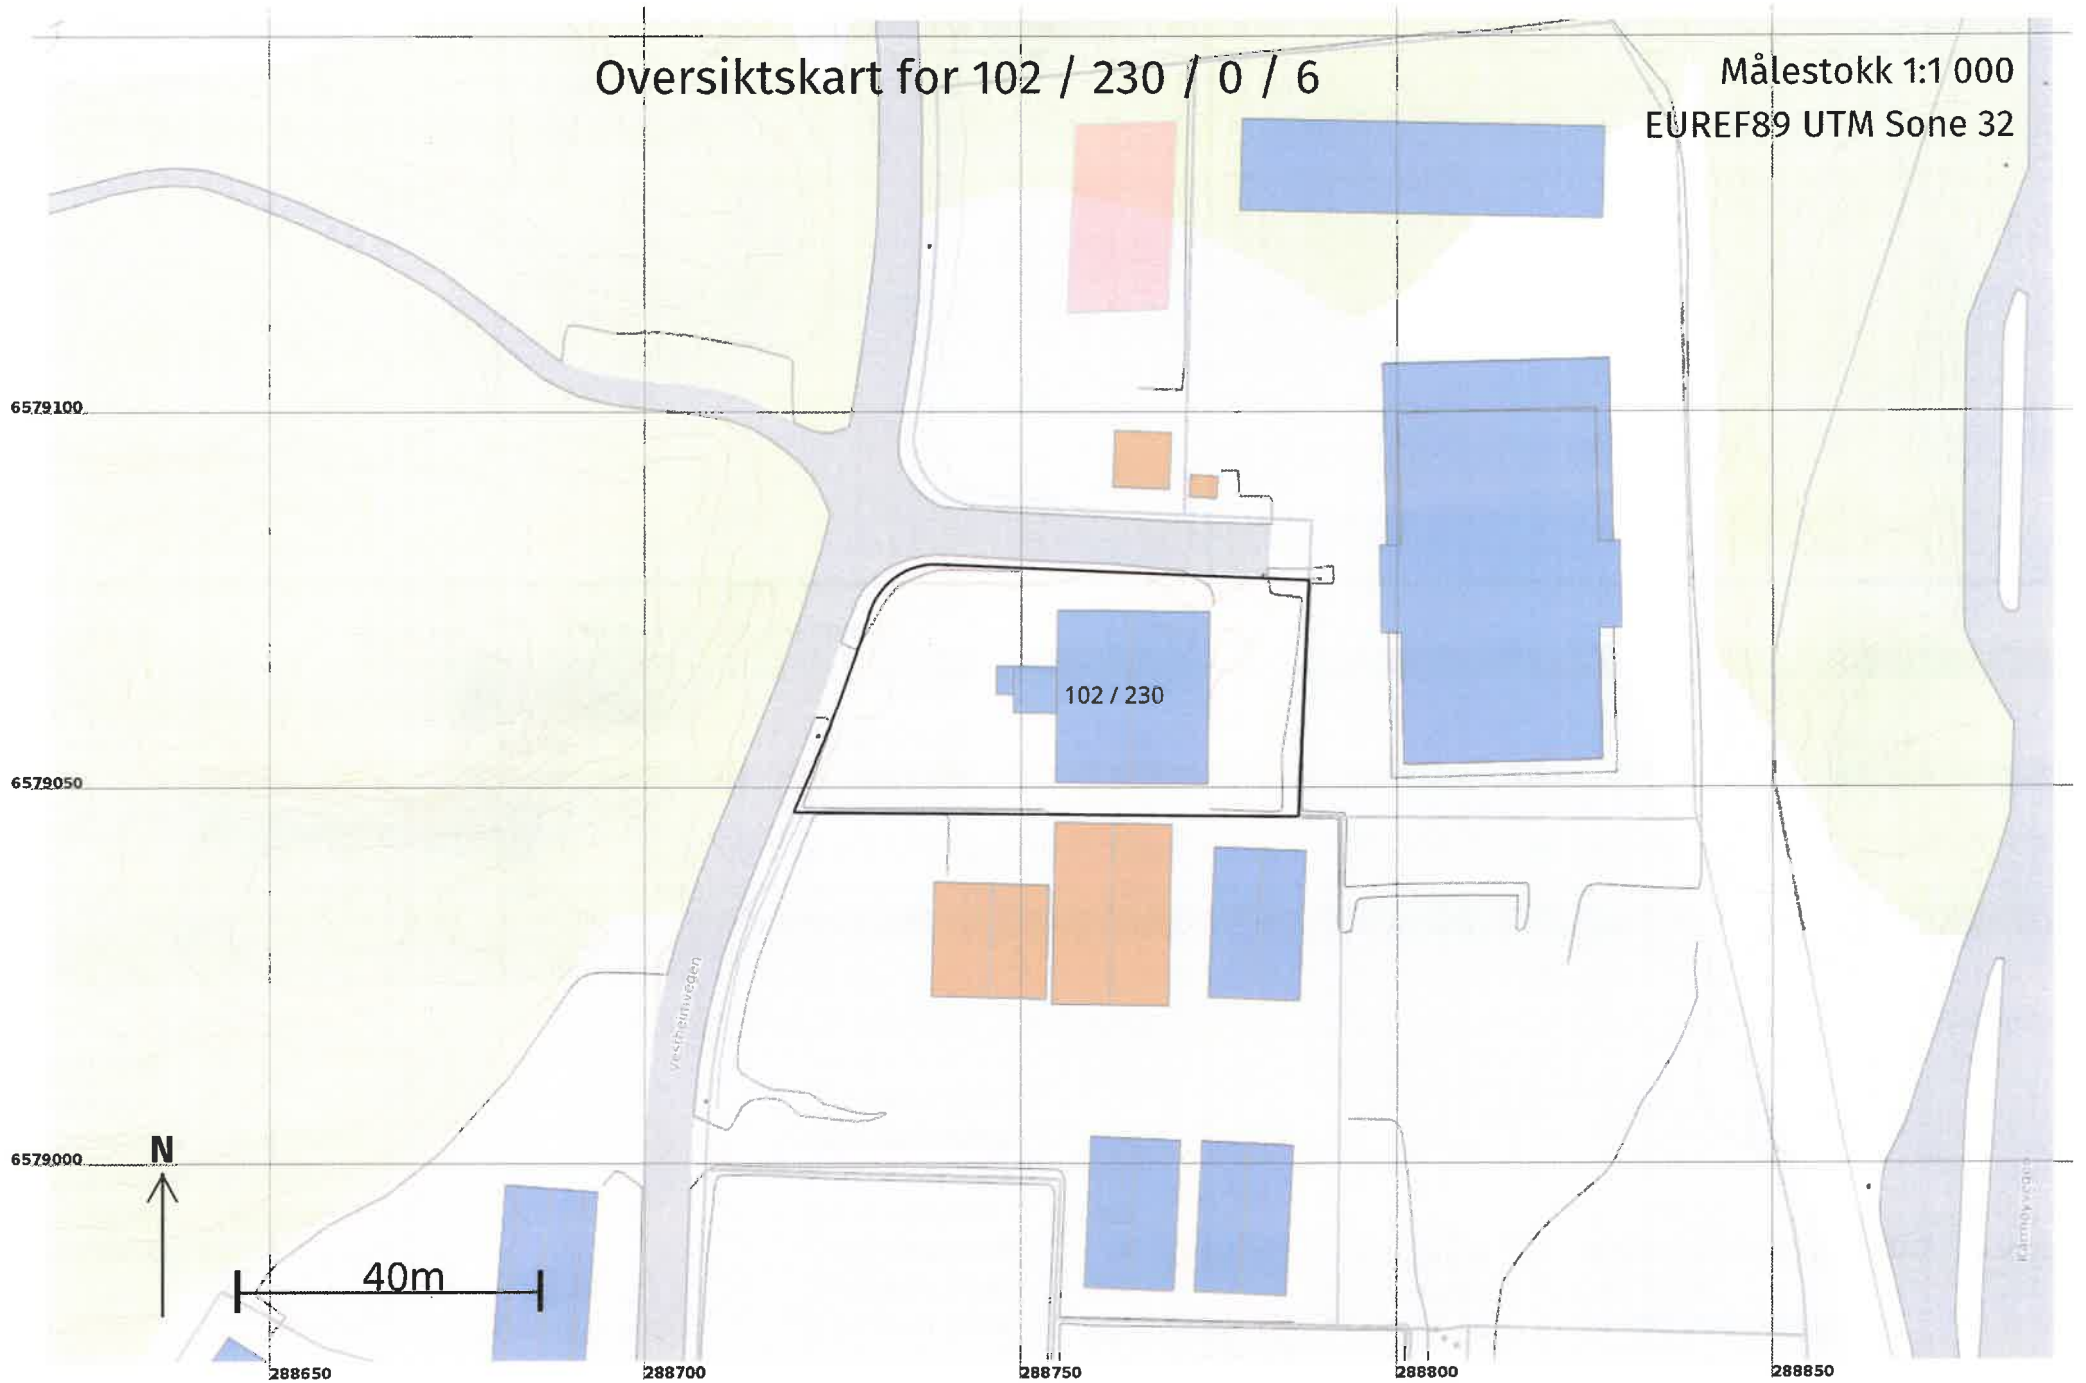 Oversiktskart for 102 / 230 / 0 / 6
Målestokk 1:1 000
EUREF89 UTM Sone 32
6579100
102 / 230
6579050
6579000
N
40m
288650
288700
288750
288800
288850
Karmøyvegen